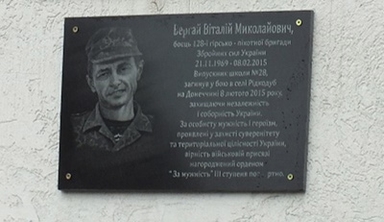 Бергай Віталій Миколайович,
боєць 128-ї гірсько - піхотної бригади
Збройних сил України
21.11.1969 - 08.02.2015
Випускник школи №28,
загинув у бою в селі Рідкодуб
на Донеччині 8 лютого 2015 року,
захищаючи незалежність
і соборність України.
За особисту мужність і героїзм,
проявлені у захисті суверенітету
та територіальної цілісності України,
вірність військовій присязі
нагороджений орденом
"За мужність" III ступеня